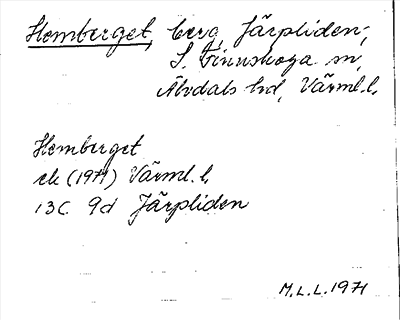 Hemberget, berg, Järpliden,
S. Finnskoga sn,
Älvdals hd, Värml. l.
Hemberget
ek (1971) Värml. l.
13C 9d Järpliden
M.L.L. 1971